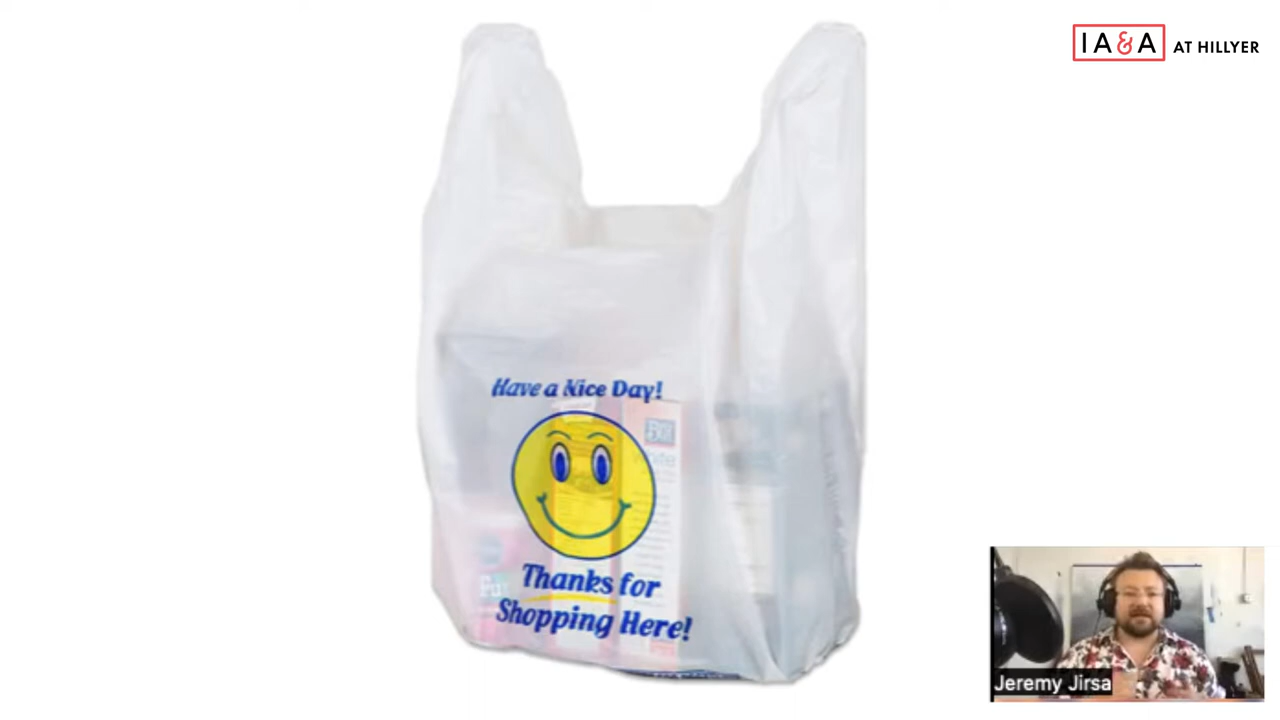 IA&A AT HILLYER
Have a Nice Day!
Thanks for
Shopping Here!
Jeremy Jirsa